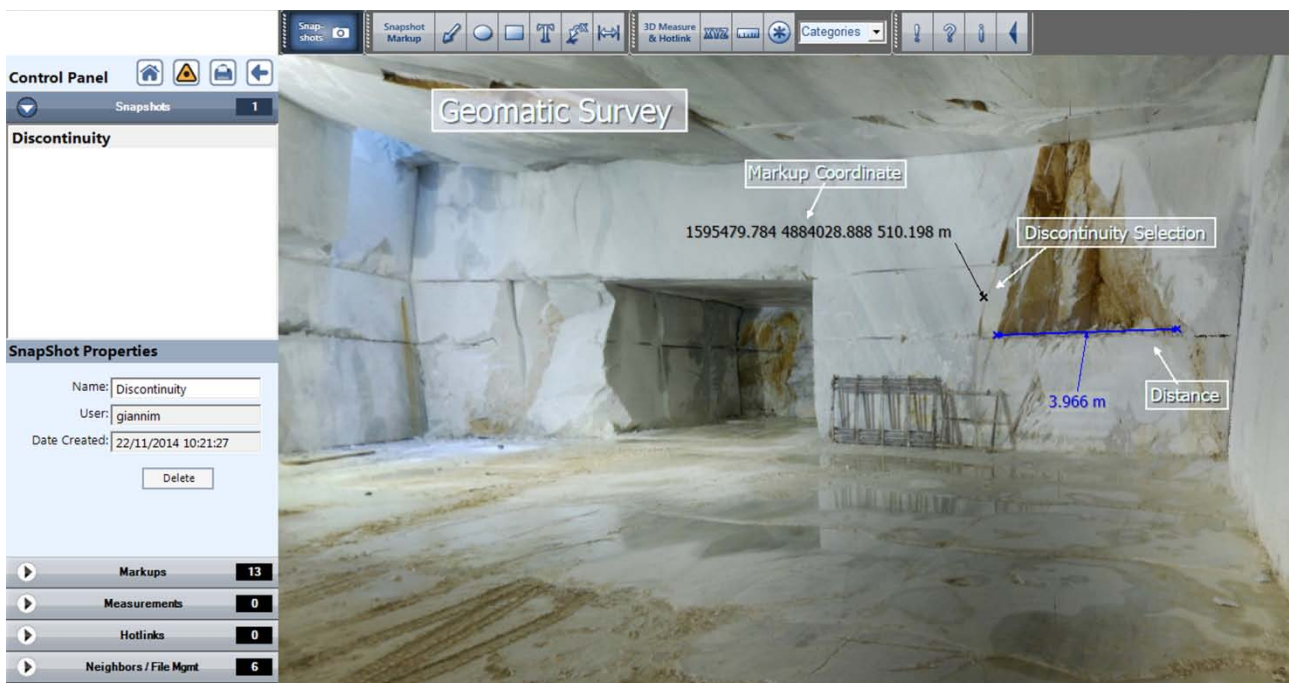 Snap-
shots
Snapshot
Markup
T
3D Measure
& Hotlink
XYZ
Categories
! ? i
Control Panel
Snapshots 1
Discontinuity
SnapShot Properties
Name: Discontinuity
User: giannim
Date Created: 22/11/2014 10:21:27
Delete
Markups 13
Measurements 0
Hotlinks 0
Neighbors / File Mgmt 6
Geomatic Survey
Markup Coordinate
1595479.784 4884028.888 510.198 m
Discontinuity Selection
3.966 m
Distance